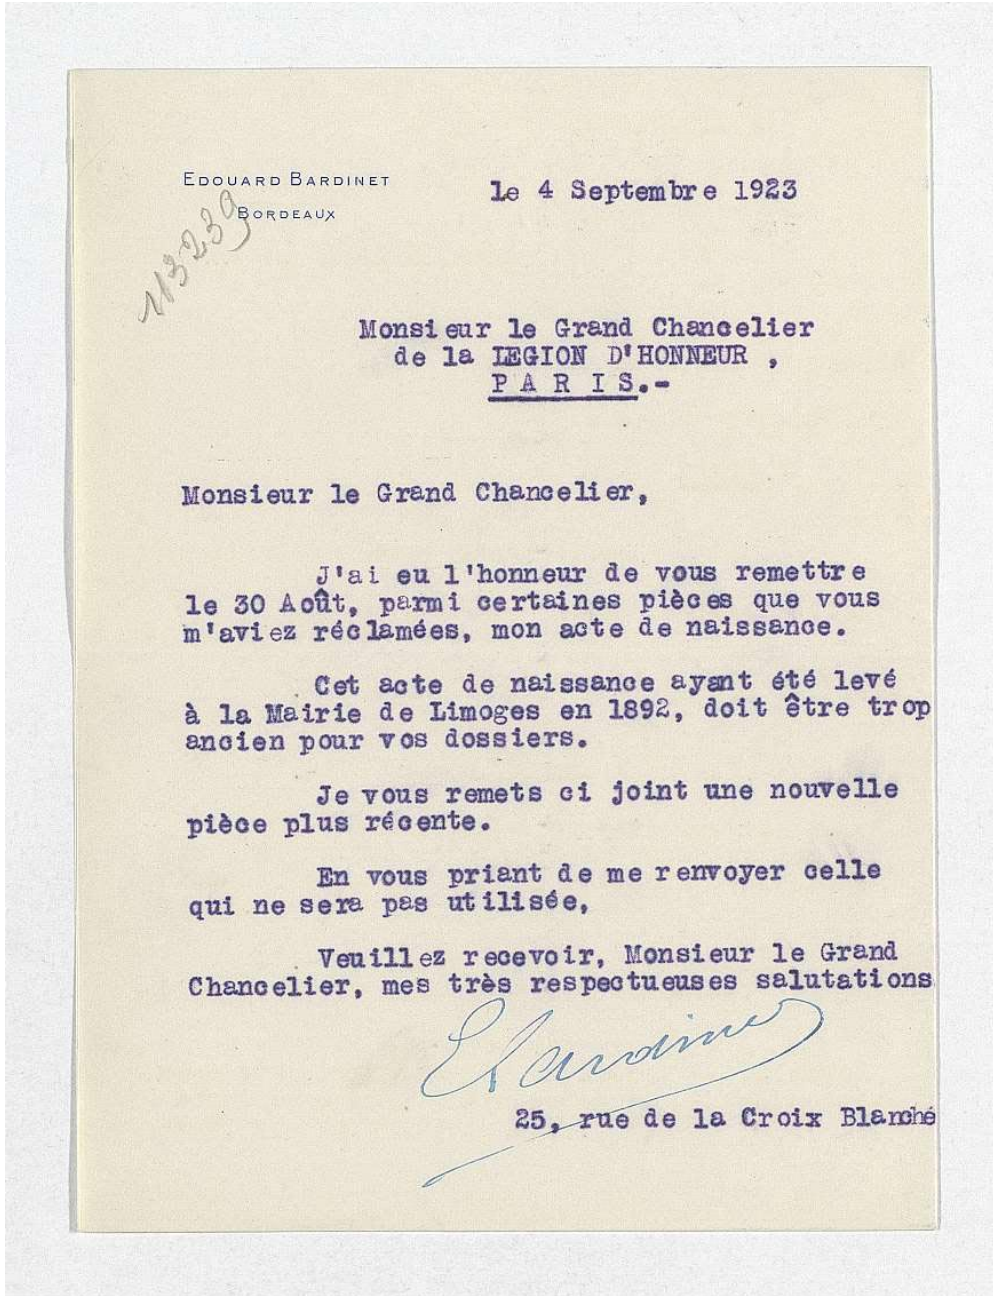 EDOUARD BARDINET
BORDEAUX
le 4 Septembre 1923
113239
Monsieur le Grand Chancelier
de la LEGION D'HONNEUR ,
P A R I S.-
Monsieur le Grand Chancelier,
J'ai eu l'honneur de vous remettre
le 30 Août, parmi certaines pièces que vous
m'aviez réclamées, mon acte de naissance.
Cet acte de naissance ayant été levé
à la Mairie de Limoges en 1892, doit être trop
ancien pour vos dossiers.
Je vous remets ci joint une nouvelle
pièce plus récente.
En vous priant de me renvoyer celle
qui ne sera pas utilisée,
Veuillez recevoir, Monsieur le Grand
Chancelier, mes très respectueuses salutations
EBardinet
25, rue de la Croix Blanche